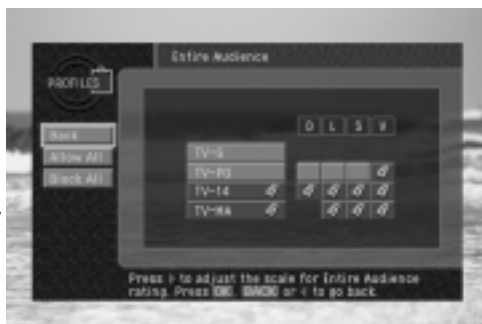 Entire Audience
PROFILES
D L S V
Back
Allow All
Block All
TV-G
TV-PG
TV-14
TV-MA
Press › to adjust the scale for Entire Audience
rating. Press OK, BACK or ‹ to go back.